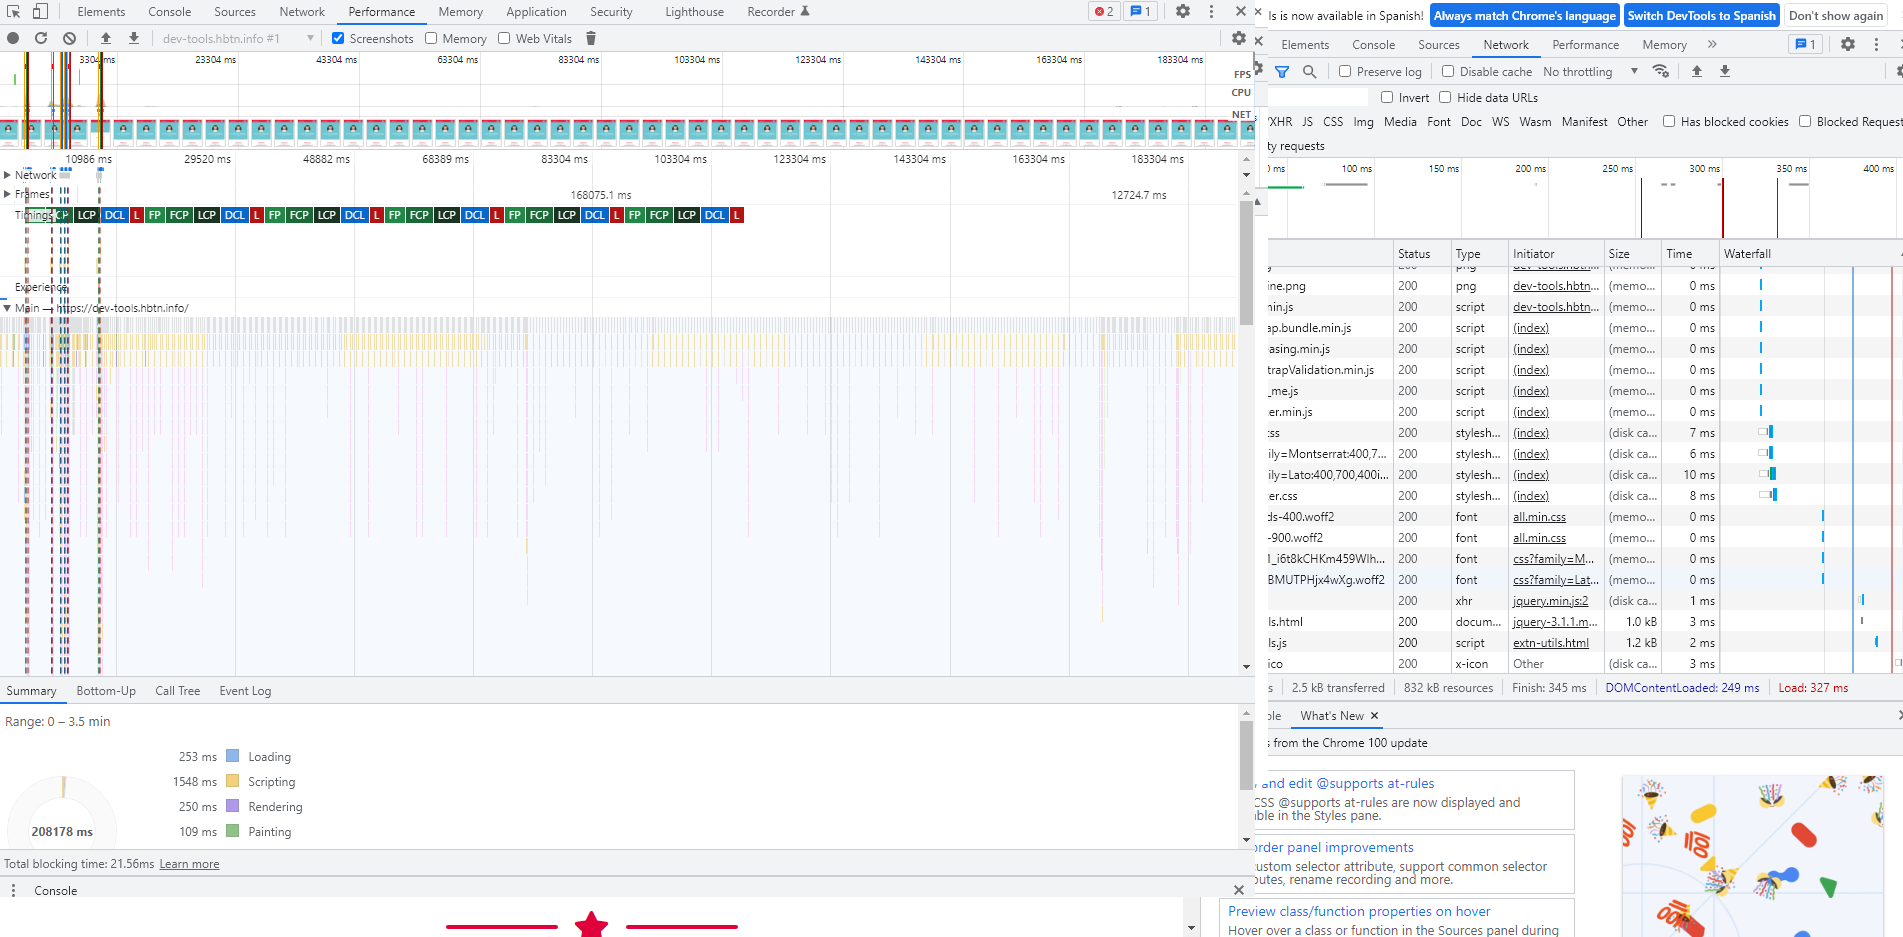 Elements Console Sources Network Performance Memory Application Security Lighthouse Recorder 2 1
dev-tools.hbtn.info #1 Screenshots Memory Web Vitals
3304 ms 23304 ms 43304 ms 63304 ms 83304 ms 103304 ms 123304 ms 143304 ms 163304 ms 183304 ms
FPS
CPU
NET
10986 ms 29520 ms 48882 ms 68389 ms 83304 ms 103304 ms 123304 ms 143304 ms 163304 ms 183304 ms
Network
Frames 168075.1 ms 12724.7 ms
Timings CP LCP DCL L FP FCP LCP DCL L FP FCP LCP DCL L FP FCP LCP DCL L FP FCP LCP DCL L FP FCP LCP DCL L
Experience
Main — https://dev-tools.hbtn.info/
Summary Bottom-Up Call Tree Event Log
Range: 0 – 3.5 min
253 ms Loading
1548 ms Scripting
250 ms Rendering
109 ms Painting
208178 ms
Total blocking time: 21.56ms Learn more
Console
ls is now available in Spanish! Always match Chrome's language Switch DevTools to Spanish Don't show again
Elements Console Sources Network Performance Memory 1
Preserve log Disable cache No throttling
Invert Hide data URLs
/XHR JS CSS Img Media Font Doc WS Wasm Manifest Other Has blocked cookies Blocked Request
ty requests
0 ms 100 ms 150 ms 200 ms 250 ms 300 ms 350 ms 400 ms
Status Type Initiator Size Time Waterfall
200 png dev-tools.hbtn... (memo... 0 ms
ine.png 200 png dev-tools.hbtn... (memo... 0 ms
min.js 200 script dev-tools.hbtn... (memo... 0 ms
ap.bundle.min.js 200 script (index) (memo... 0 ms
asing.min.js 200 script (index) (memo... 0 ms
trapValidation.min.js 200 script (index) (memo... 0 ms
_me.js 200 script (index) (memo... 0 ms
er.min.js 200 script (index) (memo... 0 ms
css 200 stylesh... (index) (disk ca... 7 ms
ily=Montserrat:400,7... 200 stylesh... (index) (disk ca... 6 ms
ily=Lato:400,700,400i... 200 stylesh... (index) (disk ca... 10 ms
er.css 200 stylesh... (index) (disk ca... 8 ms
ds-400.woff2 200 font all.min.css (memo... 0 ms
-900.woff2 200 font all.min.css (memo... 0 ms
1_i6t8kCHKm459Wlh... 200 font css?family=M... (memo... 0 ms
BMUTPHjx4wXg.woff2 200 font css?family=Lat... (memo... 0 ms
200 xhr jquery.min.js:2 (disk ca... 1 ms
ls.html 200 docum... jquery-3.1.1.m... 1.0 kB 3 ms
ls.js 200 script extn-utils.html 1.2 kB 2 ms
ico 200 x-icon Other (disk ca... 3 ms
s 2.5 kB transferred 832 kB resources Finish: 345 ms DOMContentLoaded: 249 ms Load: 327 ms
ole What's New
s from the Chrome 100 update
and edit @supports at-rules
CSS @supports at-rules are now displayed and
ble in the Styles pane.
order panel improvements
custom selector attribute, support common selector
outes, rename recording and more.
Preview class/function properties on hover
Hover over a class or function in the Sources panel during
100
100
100